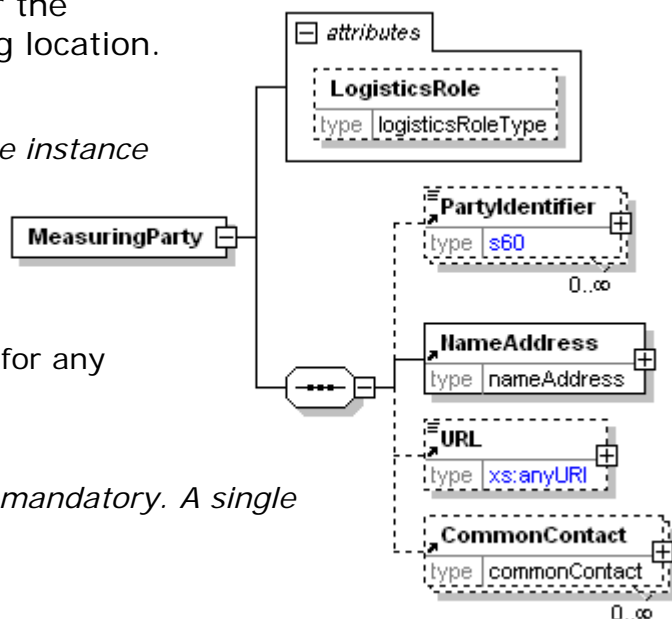 r the
g location.
e instance
for any
mandatory. A single
attributes
LogisticsRole
type logisticsRoleType
MeasuringParty
PartyIdentifier
type s60
0..∞
NameAddress
type nameAddress
URL
type xs:anyURI
CommonContact
type commonContact
0..∞